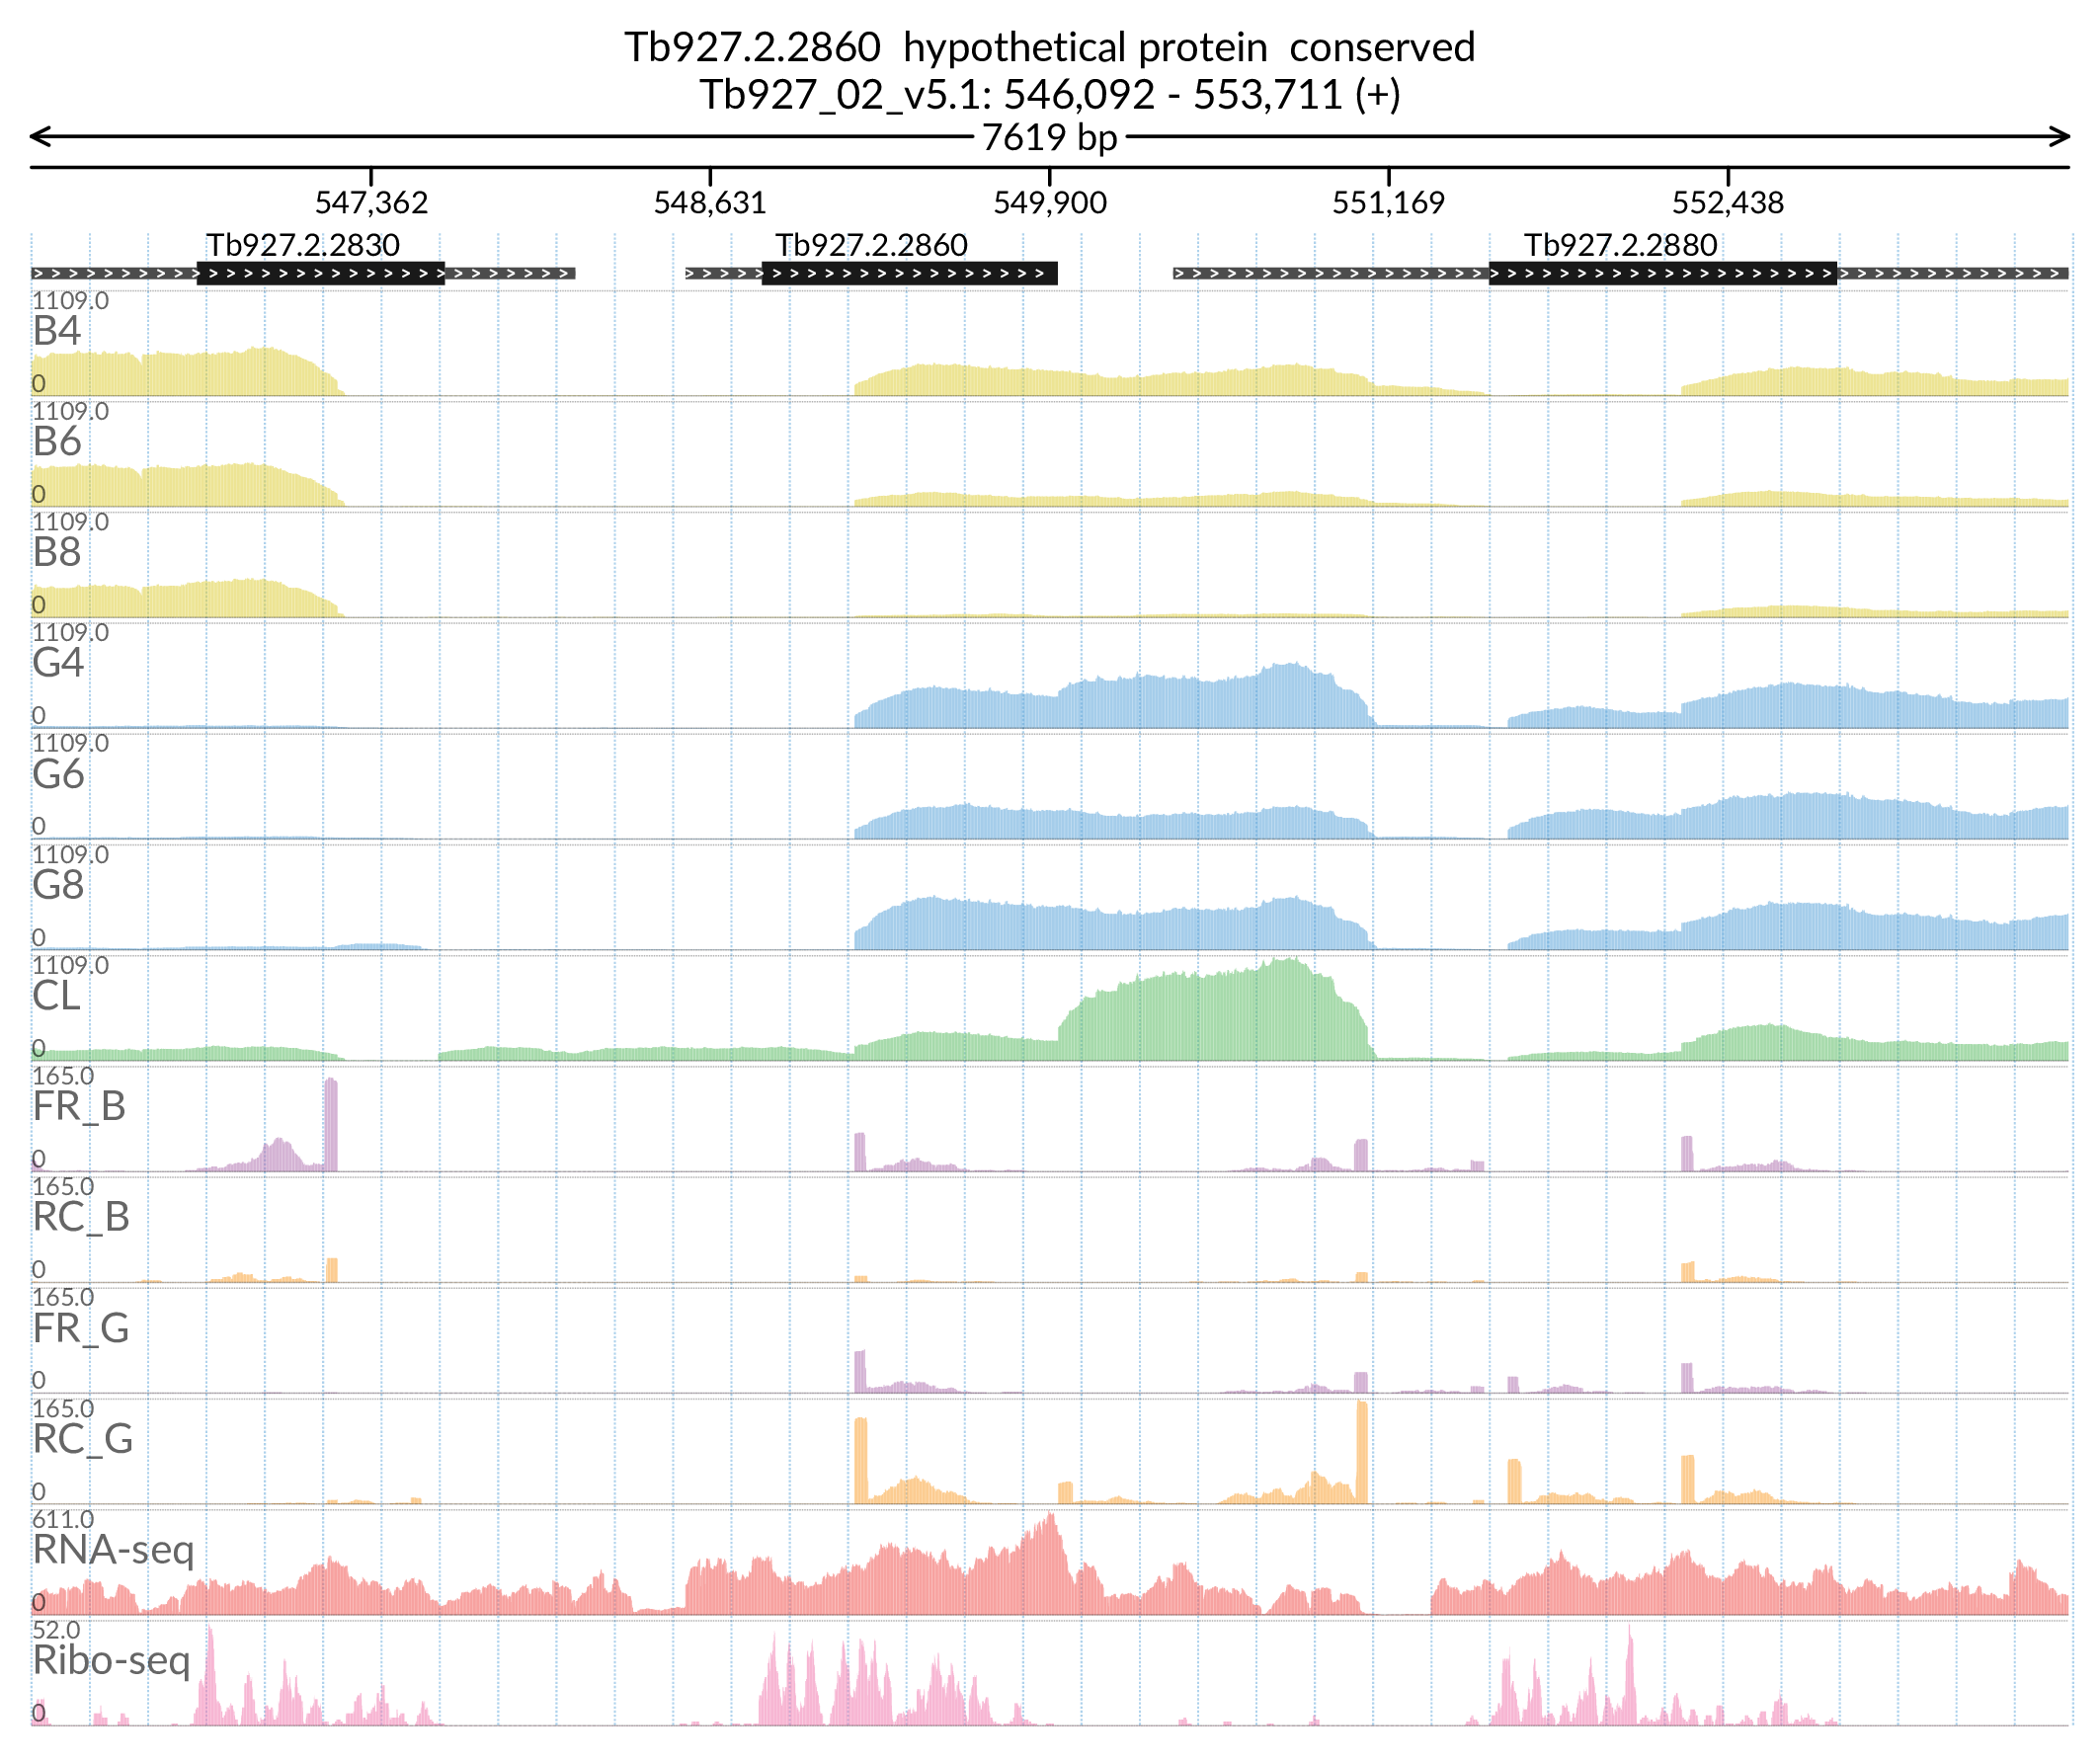 Tb927.2.2860  hypothetical protein  conserved
Tb927_02_v5.1: 546,092 - 553,711 (+)
7619 bp
547,362 548,631 549,900 551,169 552,438
Tb927.2.2830 Tb927.2.2860 Tb927.2.2880
1109.0
B4
0
1109.0
B6
0
1109.0
B8
0
1109.0
G4
0
1109.0
G6
0
1109.0
G8
0
1109.0
CL
0
165.0
FR_B
0
165.0
RC_B
0
165.0
FR_G
0
165.0
RC_G
0
611.0
RNA-seq
0
52.0
Ribo-seq
0